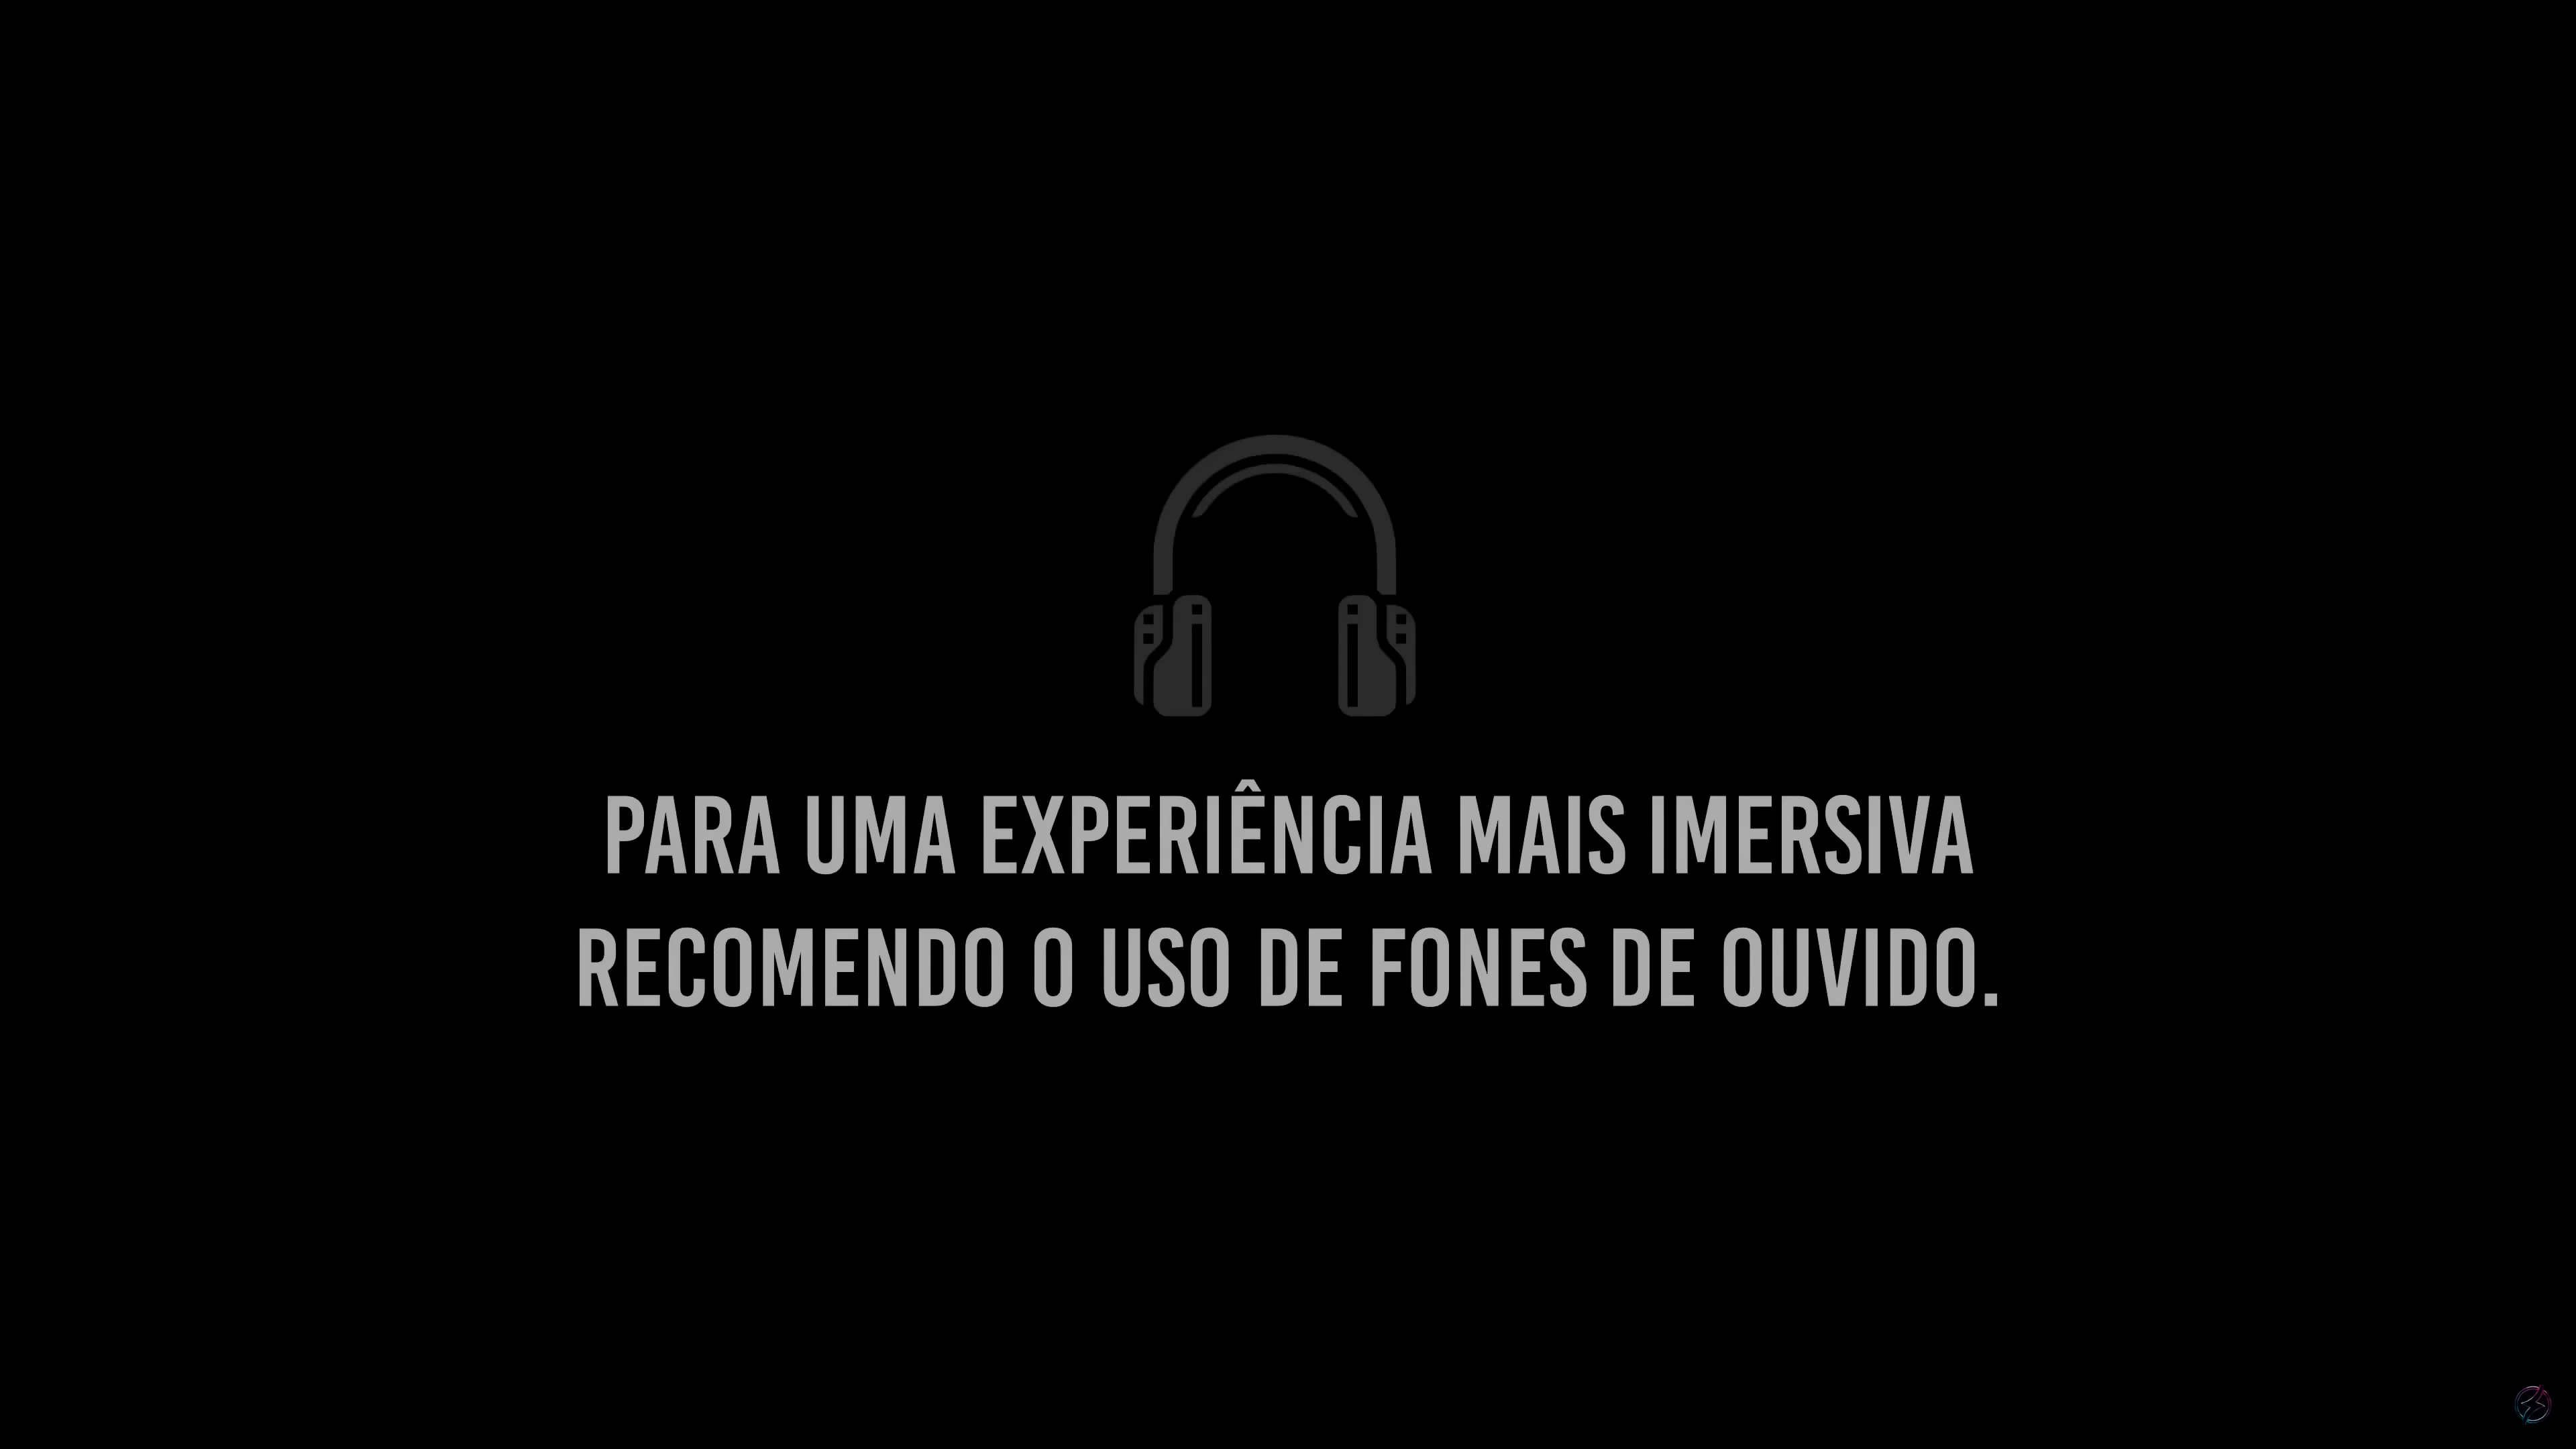 PARA UMA EXPERIÊNCIA MAIS IMERSIVA
RECOMENDO O USO DE FONES DE OUVIDO.